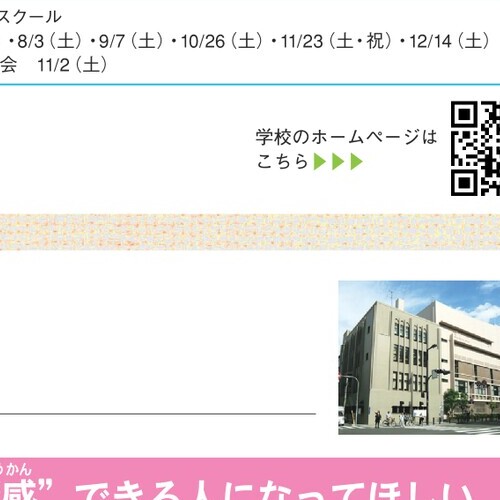 スクール
・8/3（土）・9/7（土）・10/26（土）・11/23（土・祝）・12/14（土）
会 11/2（土）
学校のホームページは
こちら▶▶▶
かん
感”できる人になってほしい